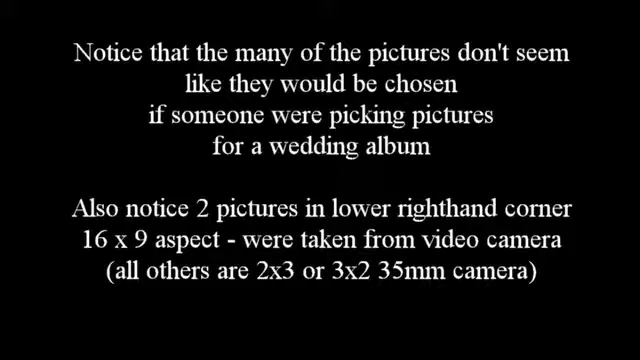 Notice that the many of the pictures don't seem
like they would be chosen
if someone were picking pictures
for a wedding album
Also notice 2 pictures in lower righthand corner
16 x 9 aspect - were taken from video camera
(all others are 2x3 or 3x2 35mm camera)